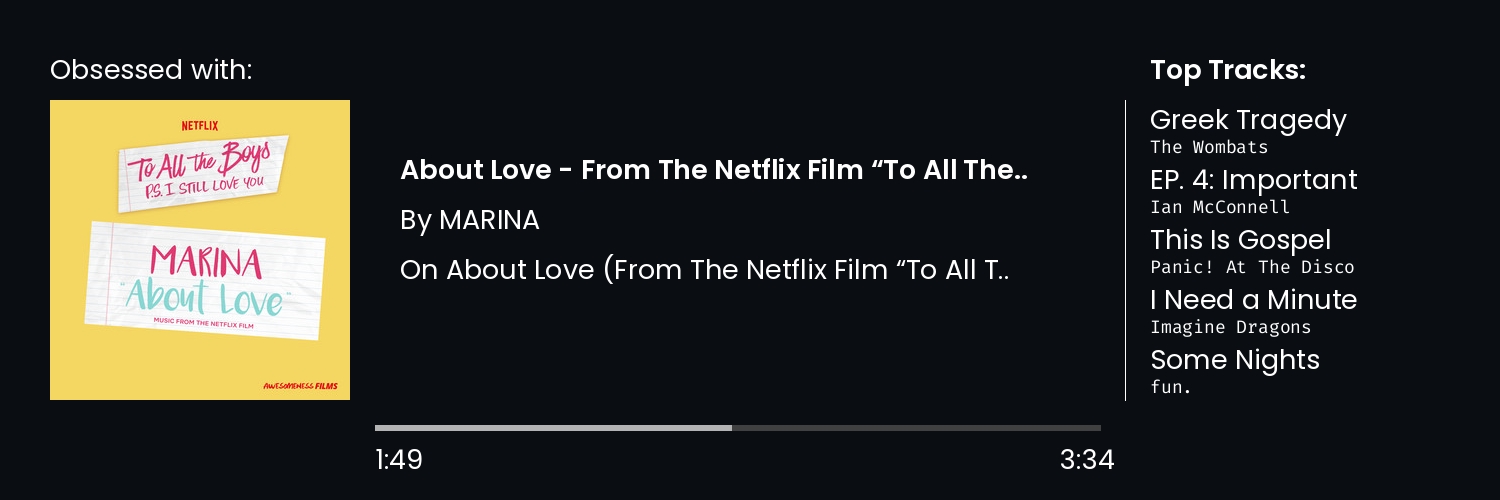 Obsessed with:
NETFLIX
To All the Boys
P.S. I STILL LOVE YOU
MARINA
"About Love"
MUSIC FROM THE NETFLIX FILM
AWESOMENESS FILMS
About Love - From The Netflix Film “To All The..
By MARINA
On About Love (From The Netflix Film “To All T..
1:49
3:34
Top Tracks:
Greek Tragedy
The Wombats
EP. 4: Important
Ian McConnell
This Is Gospel
Panic! At The Disco
I Need a Minute
Imagine Dragons
Some Nights
fun.